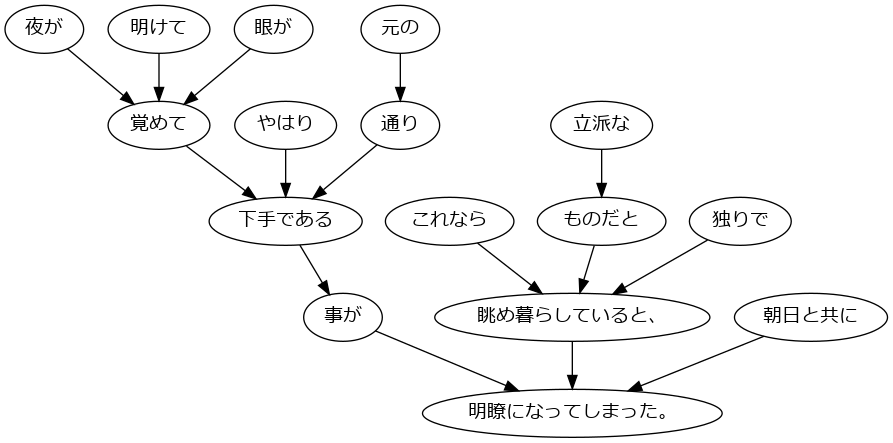 夜が 明けて 眼が 元の
覚めて やはり 通り 立派な
下手である これなら ものだと 独りで
事が 眺め暮らしていると、 朝日と共に
明瞭になってしまった。